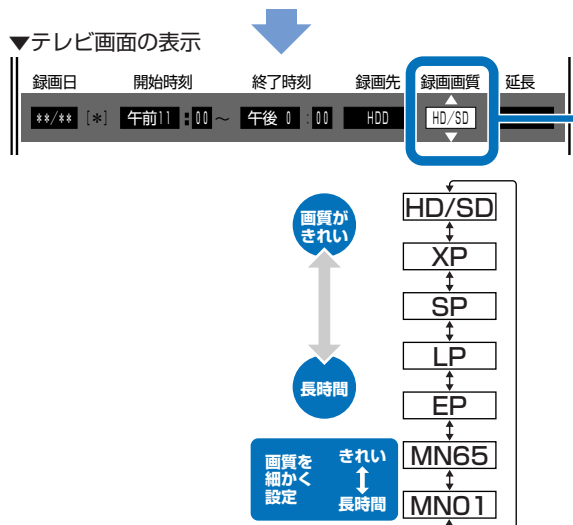 ▼テレビ画面の表示
録画日 開始時刻 終了時刻 録画先 録画画質 延長
**/** [*] 午前11:00～ 午後 0:00 HDD HD/SD
画質が
きれい
長時間
HD/SD
XP
SP
LP
EP
MN65
MN01
画質を
細かく
設定
きれい
長時間